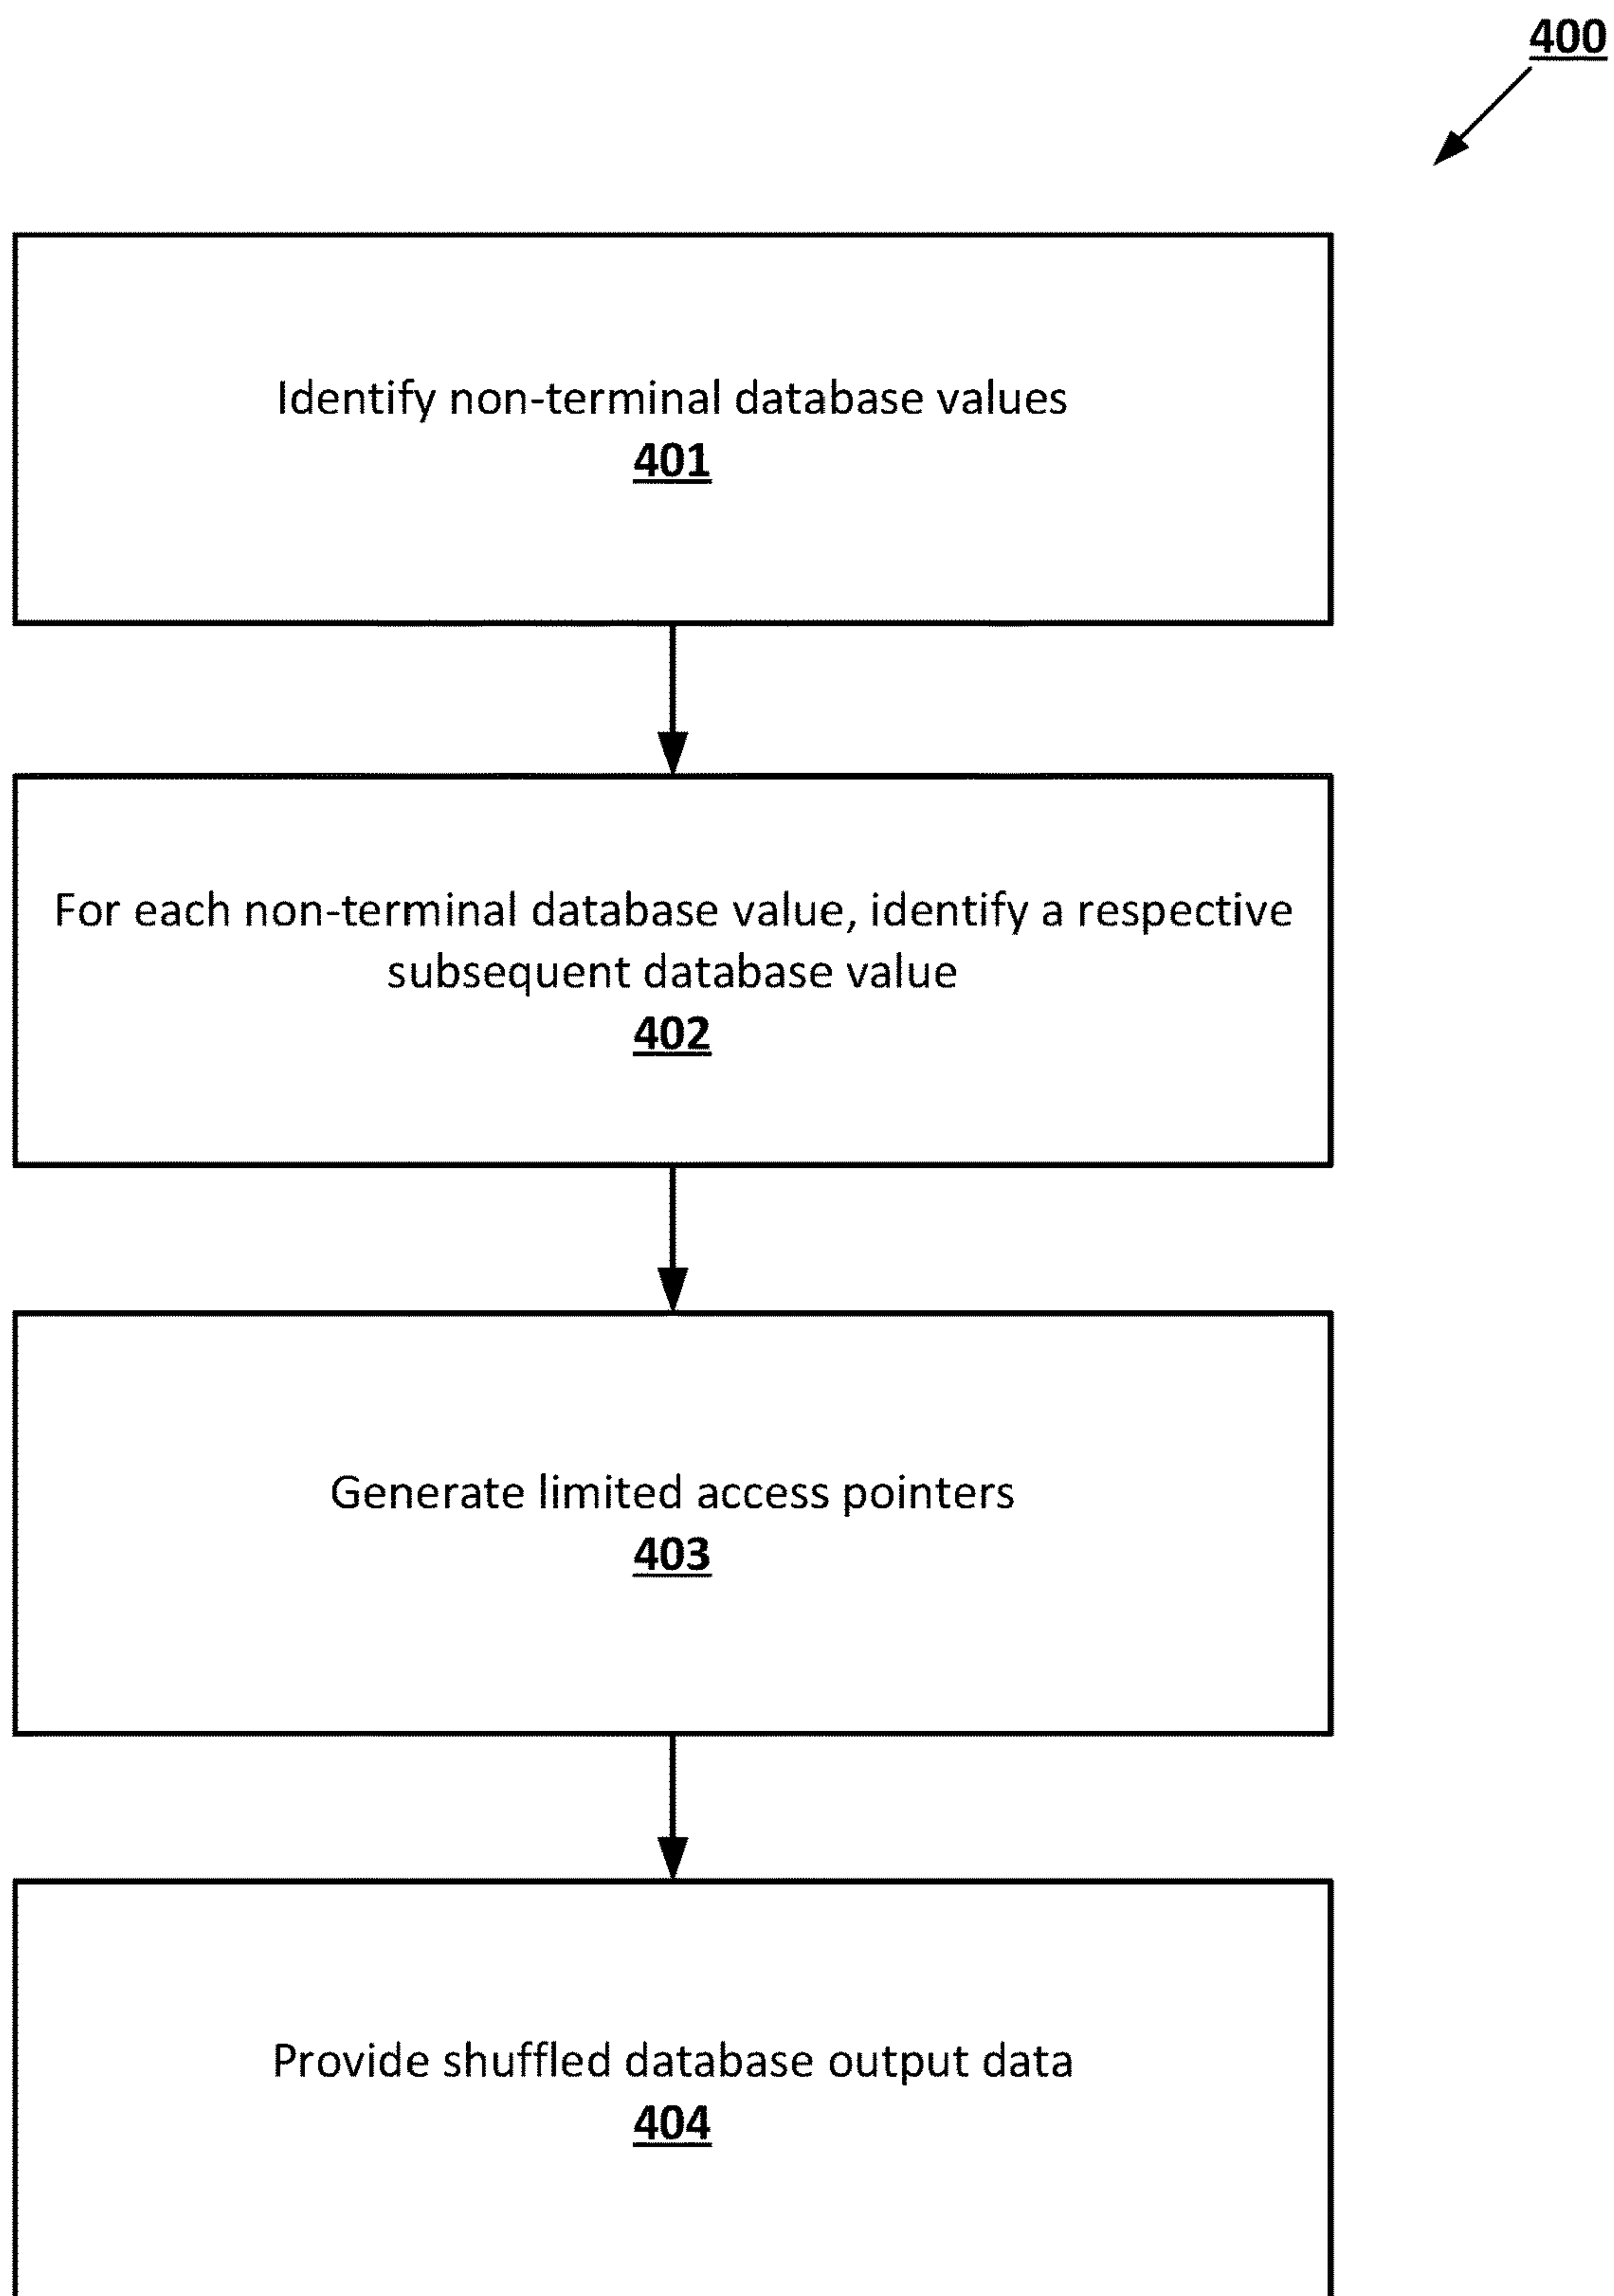 400
Identify non-terminal database values
401
For each non-terminal database value, identify a respective
subsequent database value
402
Generate limited access pointers
403
Provide shuffled database output data
404